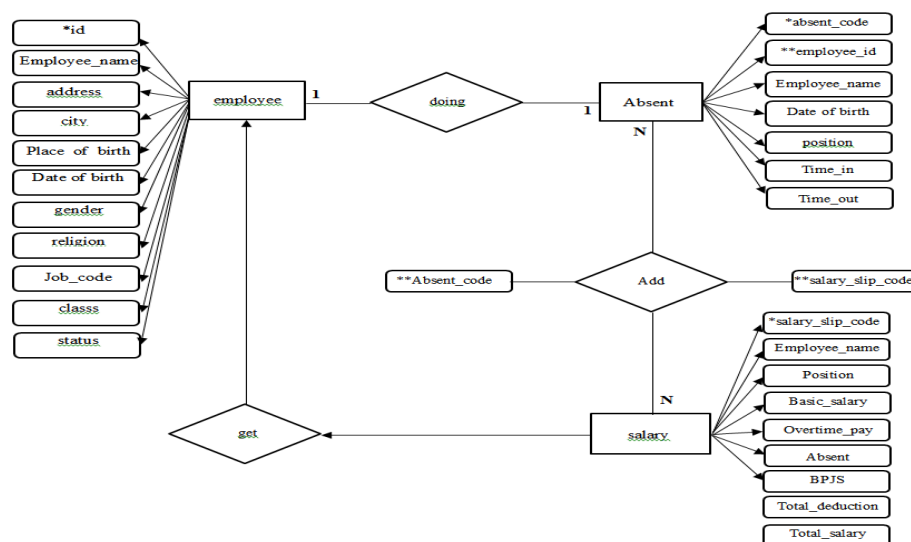 *id
Employee_name
address
city
Place of birth
Date of birth
gender
religion
Job_code
classs
status
employee
1
doing
1
Absent
N
*absent_code
**employee_id
Employee_name
Date of birth
position
Time_in
Time_out
**Absent_code
Add
**salary_slip_code
N
get
salary
*salary_slip_code
Employee_name
Position
Basic_salary
Overtime_pay
Absent
BPJS
Total_deduction
Total_salary